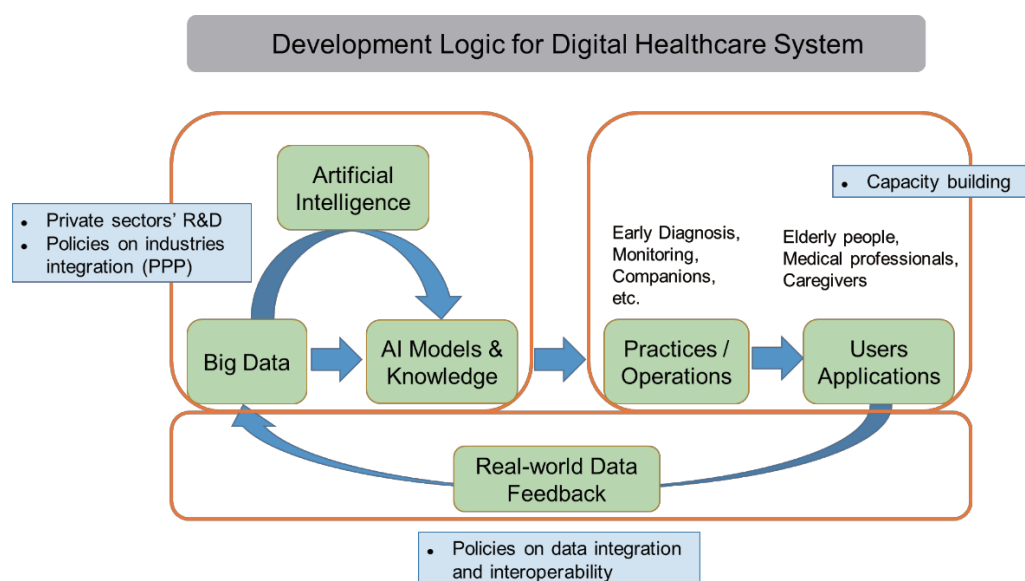 Development Logic for Digital Healthcare System
Artificial
Intelligence
• Private sectors' R&D
• Policies on industries
integration (PPP)
Big Data
AI Models &
Knowledge
• Capacity building
Early Diagnosis,
Monitoring,
Companions,
etc.
Elderly people,
Medical professionals,
Caregivers
Practices /
Operations
Users
Applications
Real-world Data
Feedback
• Policies on data integration
and interoperability